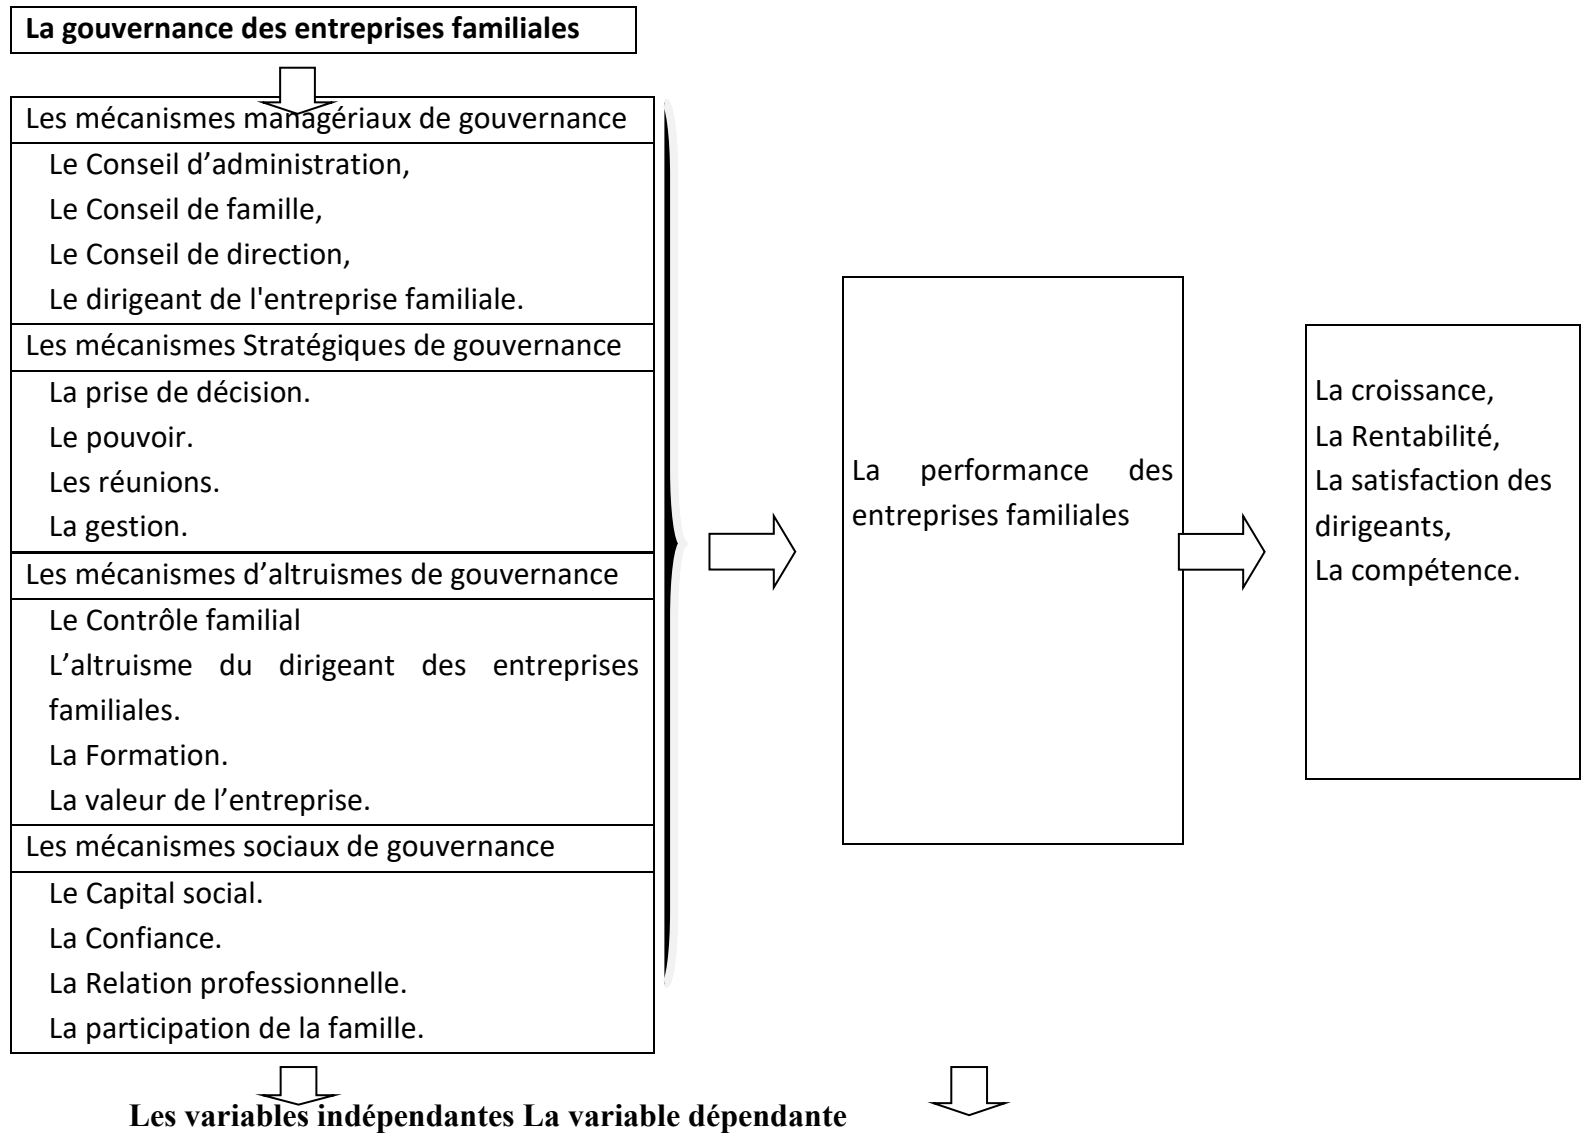 La gouvernance des entreprises familiales
Les mécanismes managériaux de gouvernance
Le Conseil d’administration,
Le Conseil de famille,
Le Conseil de direction,
Le dirigeant de l'entreprise familiale.
Les mécanismes Stratégiques de gouvernance
La prise de décision.
Le pouvoir.
Les réunions.
La gestion.
Les mécanismes d’altruismes de gouvernance
Le Contrôle familial
L’altruisme du dirigeant des entreprises
familiales.
La Formation.
La valeur de l’entreprise.
Les mécanismes sociaux de gouvernance
Le Capital social.
La Confiance.
La Relation professionnelle.
La participation de la famille.
La performance des
entreprises familiales
La croissance,
La Rentabilité,
La satisfaction des
dirigeants,
La compétence.
Les variables indépendantes La variable dépendante